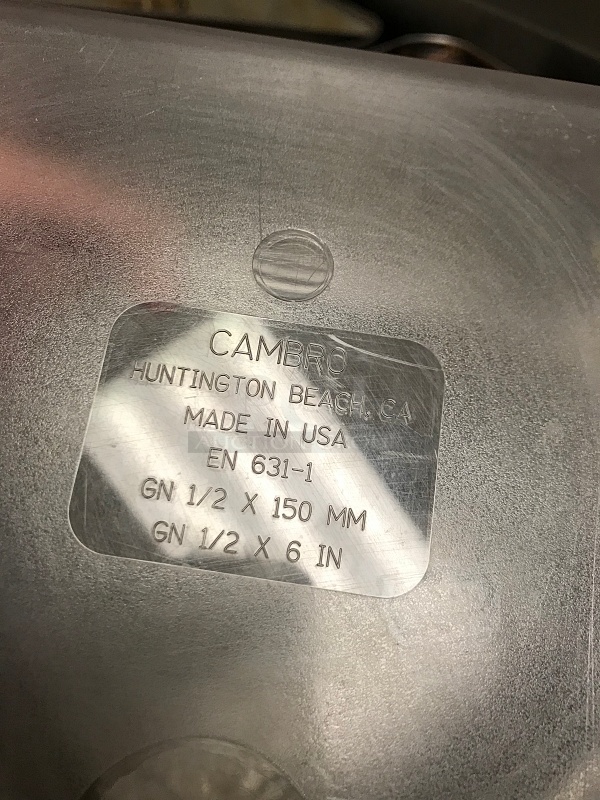 CAMBRO
HUNTINGTON BEACH, CA
MADE IN USA
EN 631-1
GN 1/2 X 150 MM
GN 1/2 X 6 IN